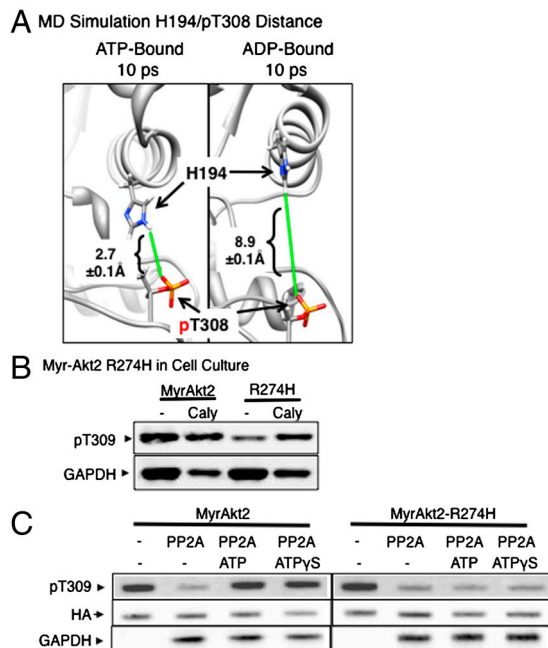 A MD Simulation H194/pT308 Distance
ATP-Bound ADP-Bound
10 ps 10 ps
H194
2.7
±0.1Å
8.9
±0.1Å
pT308
B Myr-Akt2 R274H in Cell Culture
MyrAkt2 R274H
- Caly - Caly
pT309
GAPDH
C
MyrAkt2 MyrAkt2-R274H
- PP2A PP2A PP2A - PP2A PP2A PP2A
- - ATP ATPγS - - ATP ATPγS
pT309
HA
GAPDH